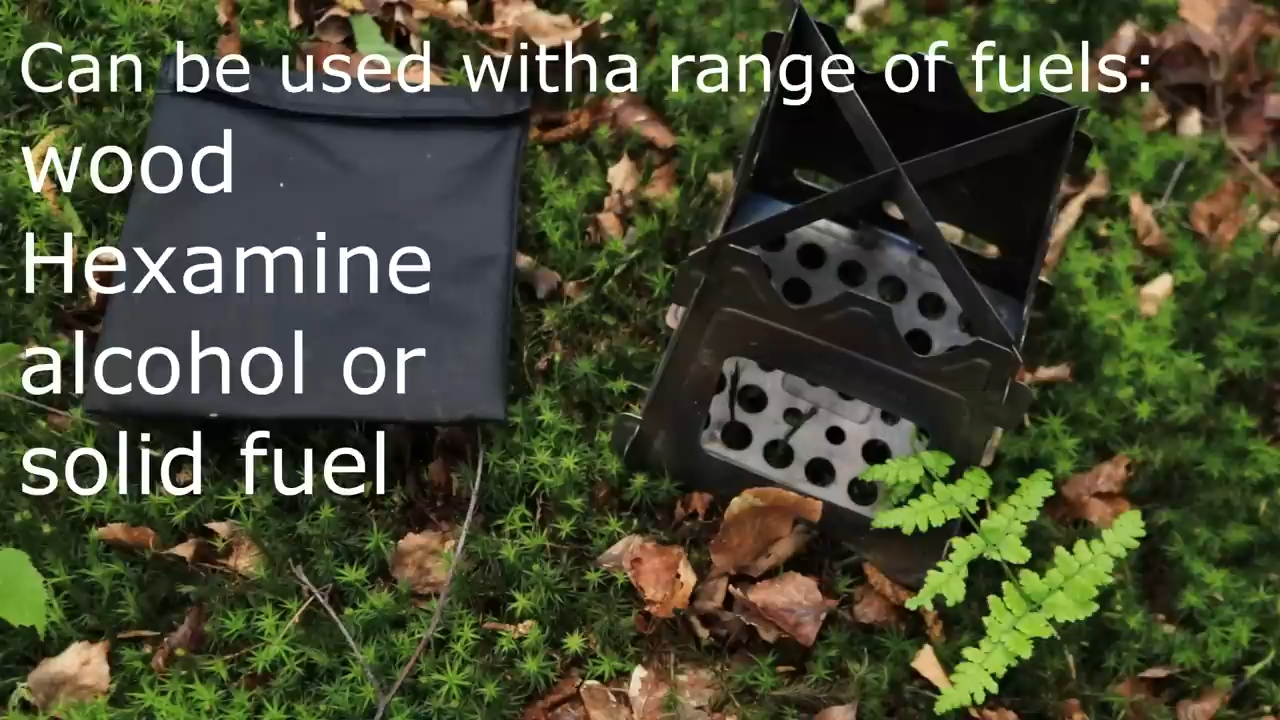 Can be used witha range of fuels:
wood
Hexamine
alcohol or
solid fuel